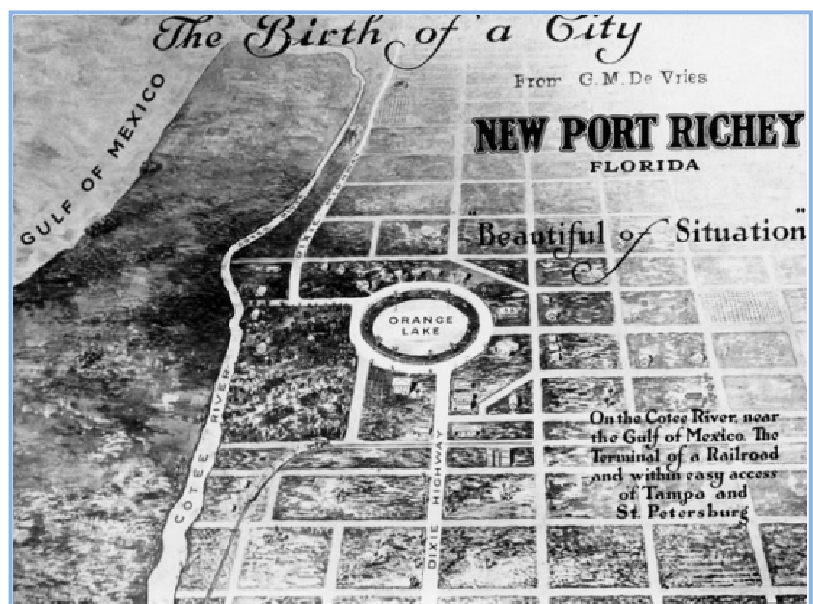 The Birth of a City
From G. M. De Vries
NEW PORT RICHEY
FLORIDA
"Beautiful of Situation"
GULF OF MEXICO
ORANGE
LAKE
COTEE RIVER
DIXIE HIGHWAY
On the Cotee River, near
the Gulf of Mexico. The
Terminal of a Railroad
and within easy access
of Tampa and
St. Petersburg